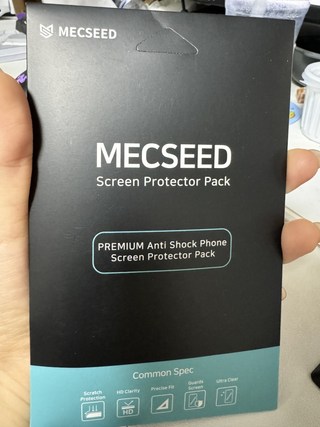 MECSEED
MECSEED
Screen Protector Pack
PREMIUM Anti Shock Phone
Screen Protector Pack
Common Spec
Scratch
Protection
HD Clarity
Precise Fit
Guards
Screen
Ultra Clear
HD